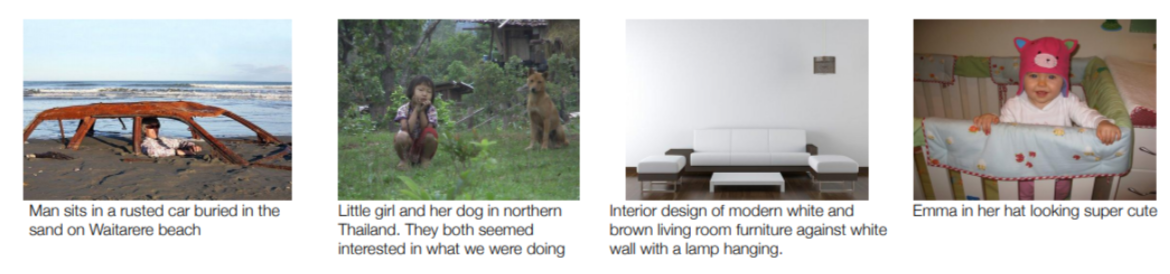 Man sits in a rusted car buried in the
sand on Waitarere beach
Little girl and her dog in northern
Thailand. They both seemed
interested in what we were doing
Interior design of modern white and
brown living room furniture against white
wall with a lamp hanging.
Emma in her hat looking super cute